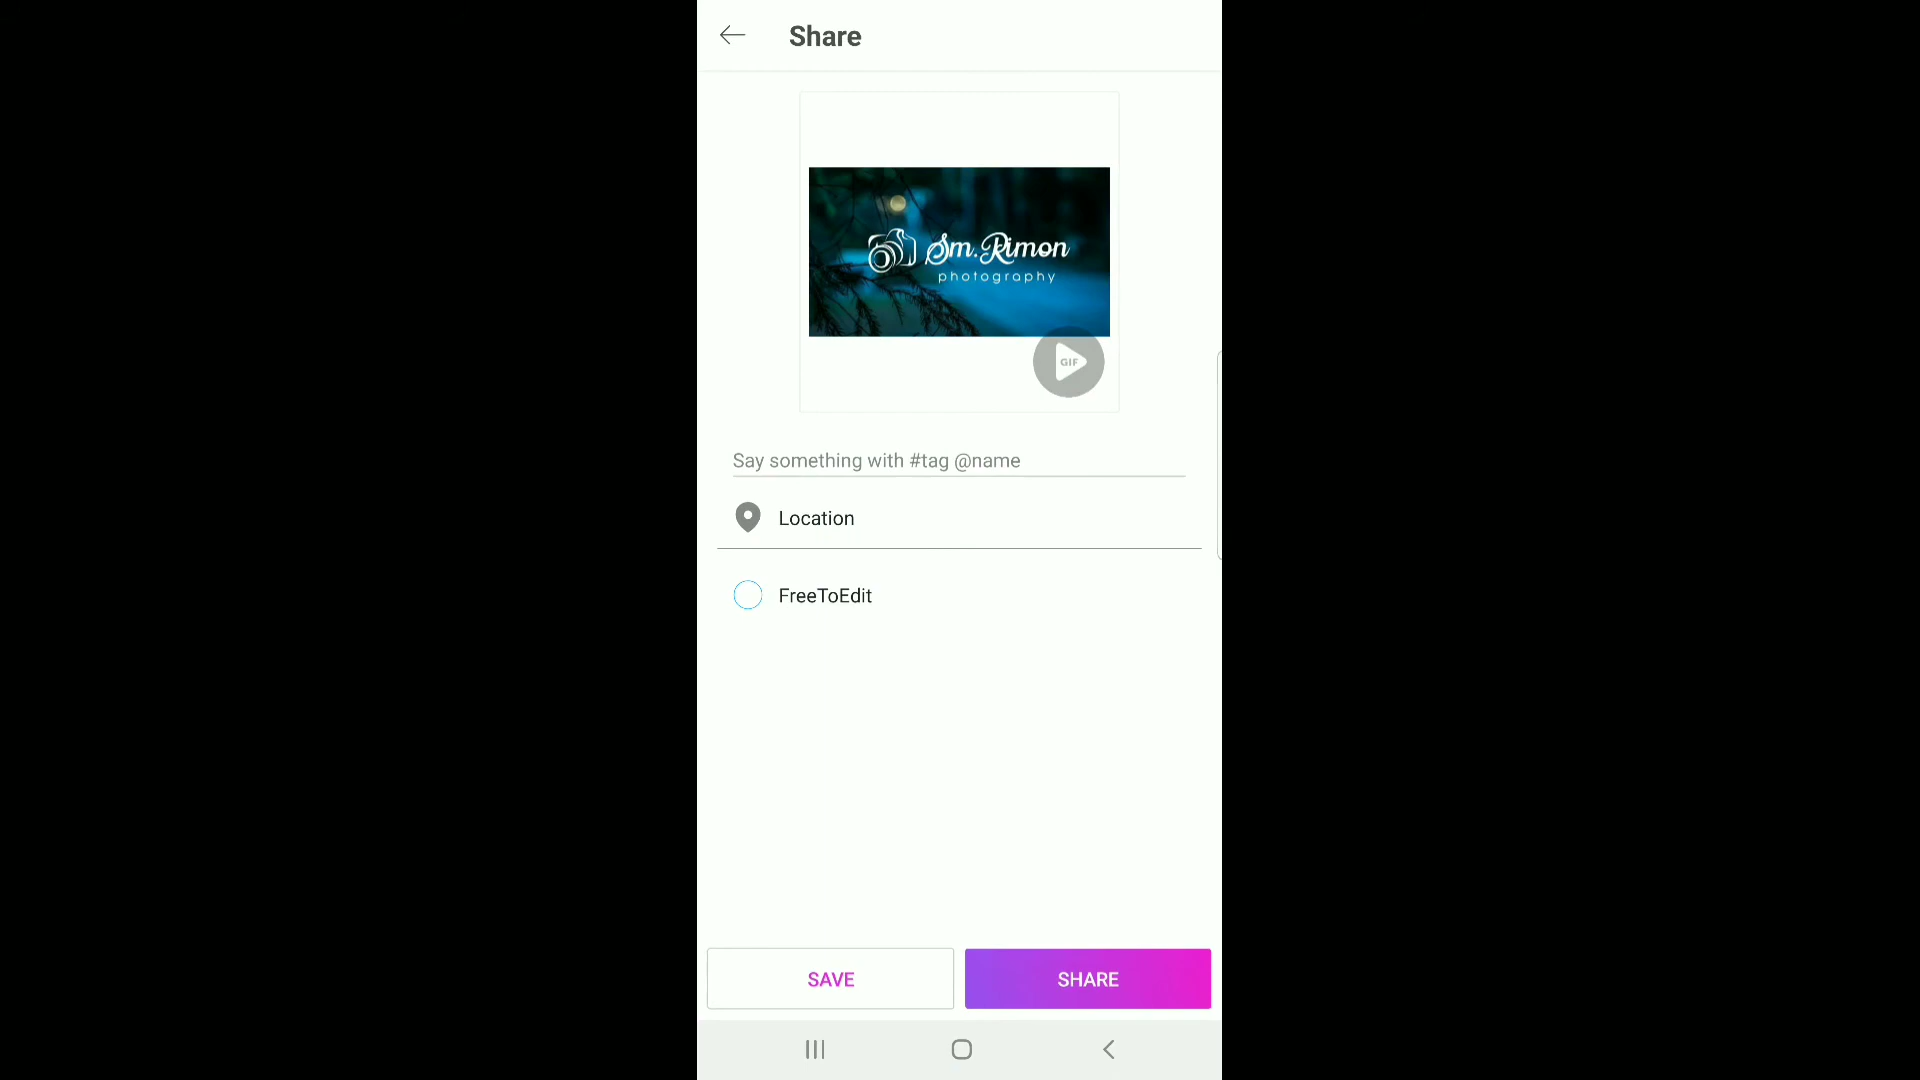 Share
Sm.Rimon
photography
GIF
Say something with #tag @name
Location
FreeToEdit
SAVE
SHARE